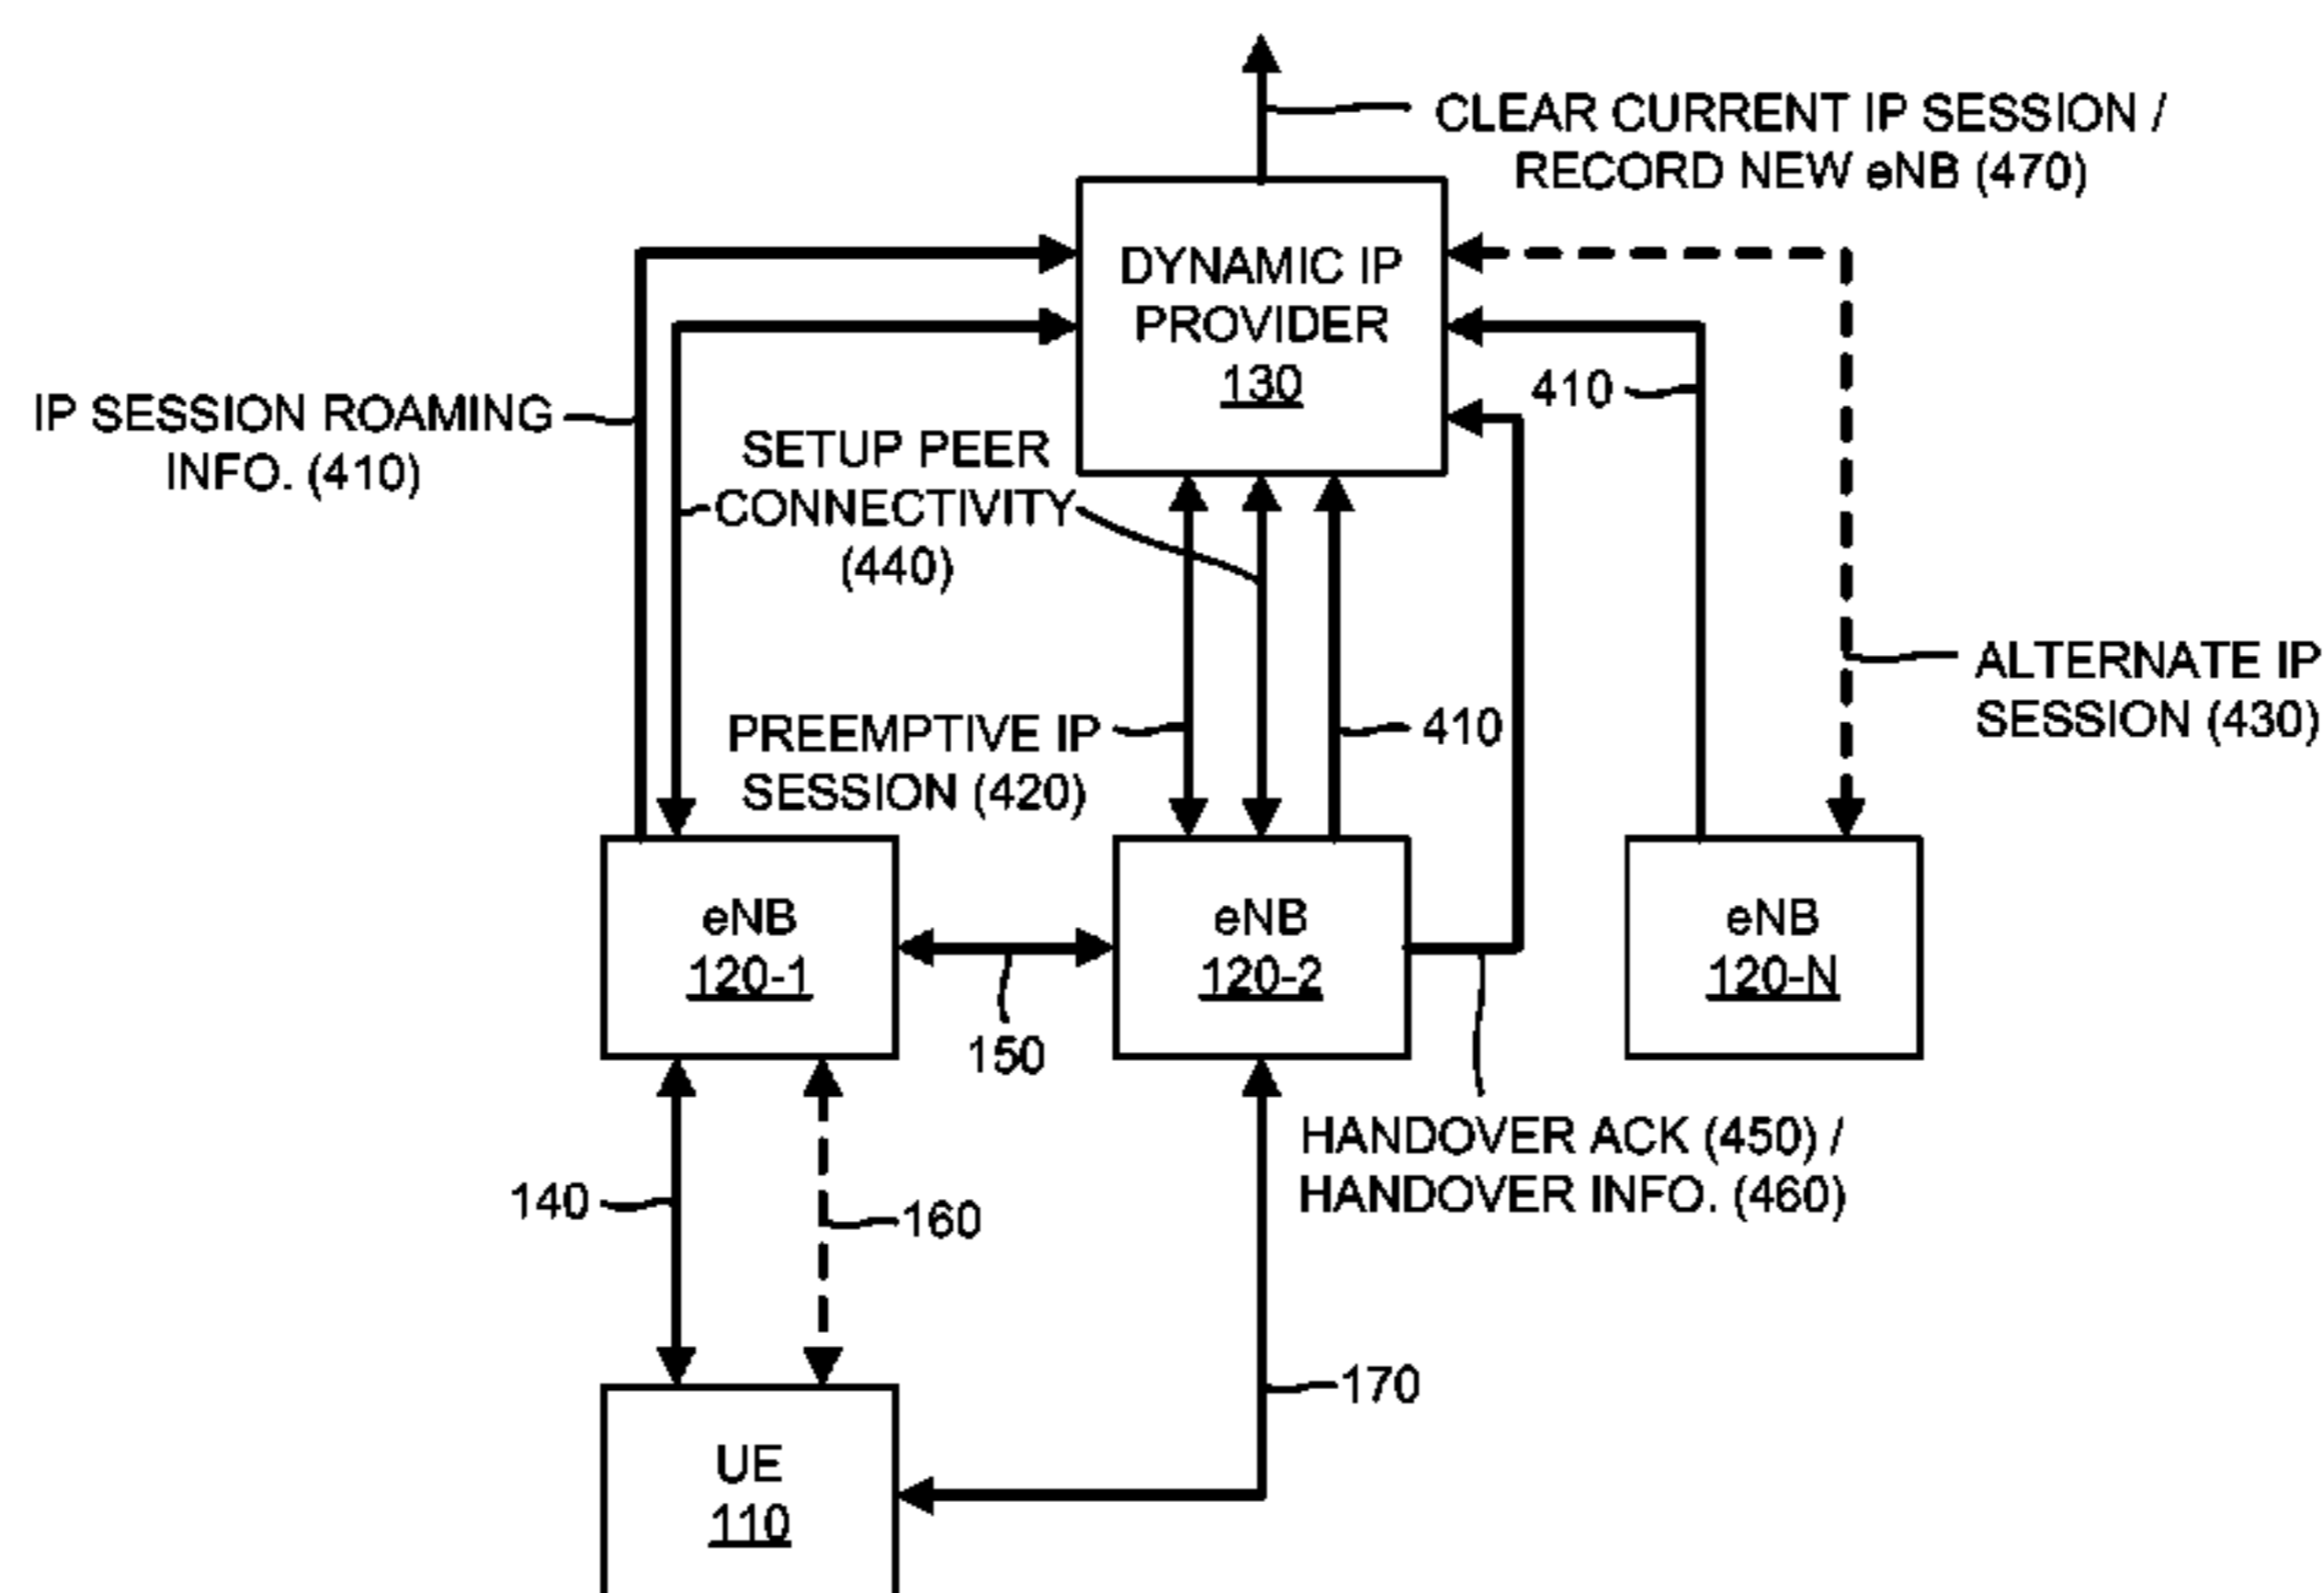 CLEAR CURRENT IP SESSION /
RECORD NEW eNB (470)
DYNAMIC IP
PROVIDER
130
IP SESSION ROAMING
INFO. (410)
410
SETUP PEER
CONNECTIVITY
(440)
ALTERNATE IP
SESSION (430)
PREEMPTIVE IP
SESSION (420)
410
eNB
120-1
eNB
120-2
eNB
120-N
150
HANDOVER ACK (450) /
HANDOVER INFO. (460)
140
160
170
UE
110